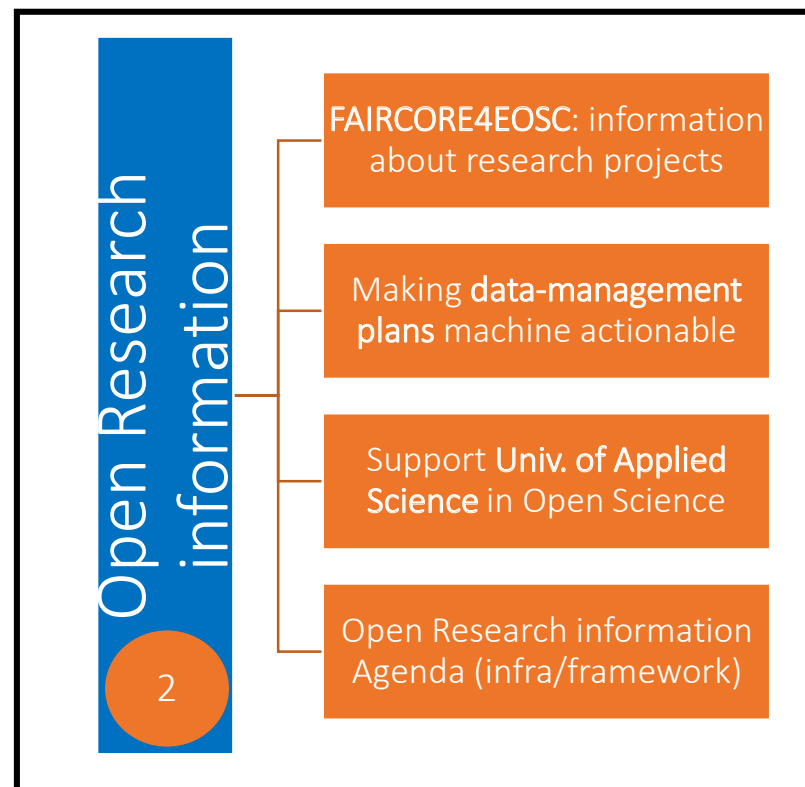 Open Research
information
2
FAIRCORE4EOSC: information
about research projects
Making data-management
plans machine actionable
Support Univ. of Applied
Science in Open Science
Open Research information
Agenda (infra/framework)